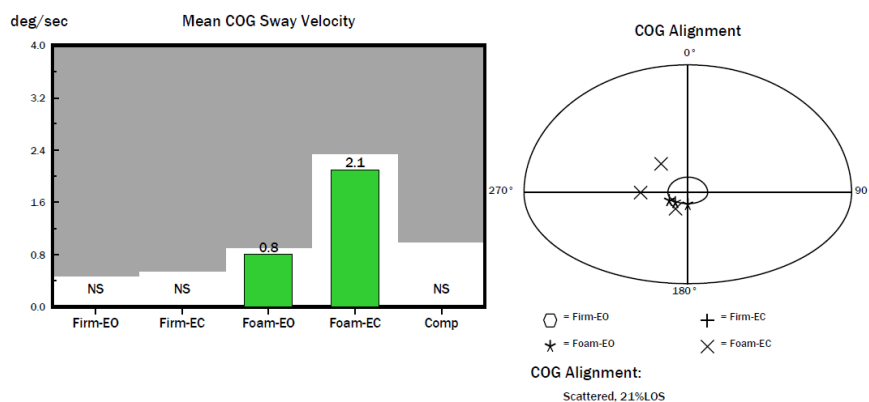 deg/sec
Mean COG Sway Velocity
4.0
3.2
2.4
1.6
0.8
0.0
NS
NS
0.8
2.1
NS
Firm-EO
Firm-EC
Foam-EO
Foam-EC
Comp
COG Alignment
0°
270°
90
180°
= Firm-EO
= Firm-EC
= Foam-EO
= Foam-EC
COG Alignment:
Scattered, 21%LOS